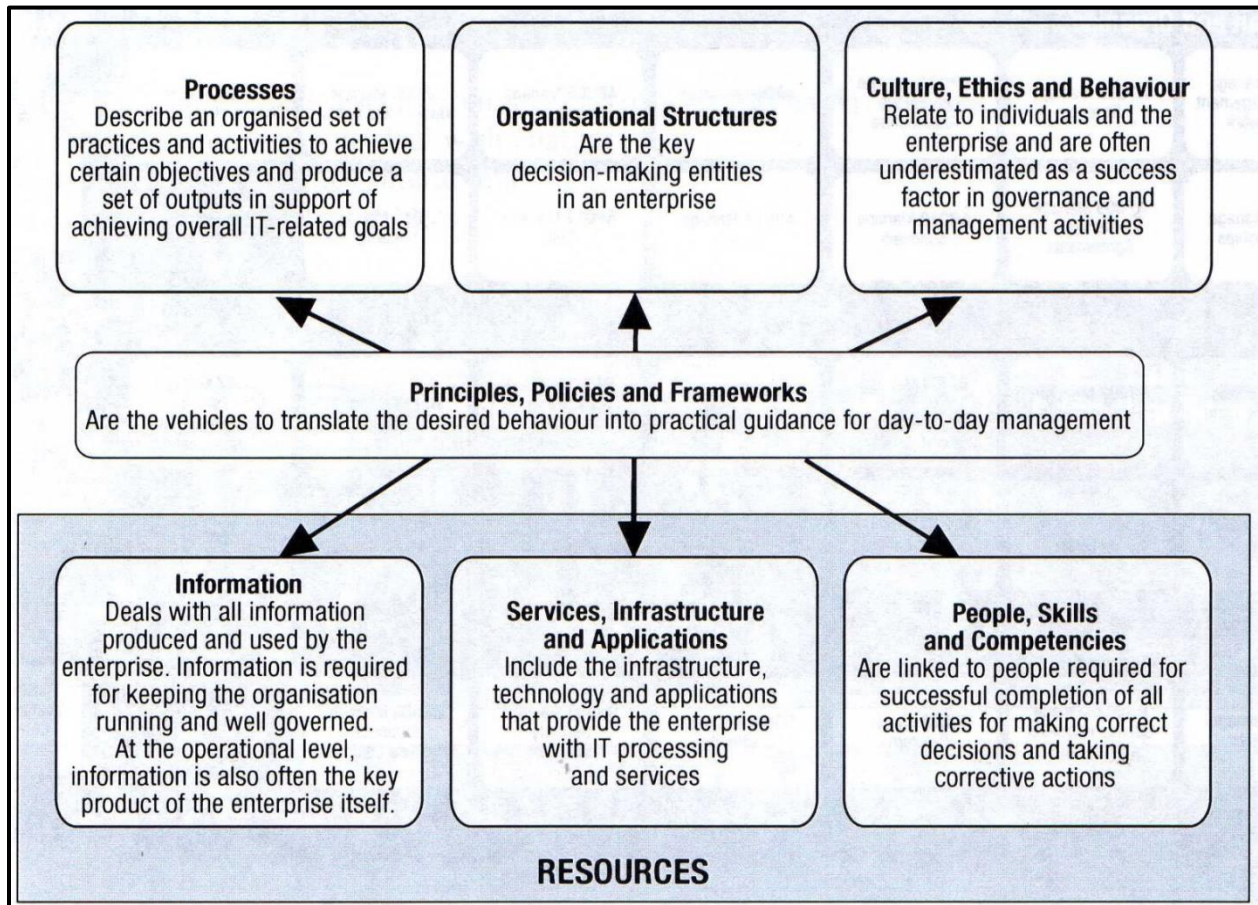 Processes
Describe an organised set of
practices and activities to achieve
certain objectives and produce a
set of outputs in support of
achieving overall IT-related goals
Organisational Structures
Are the key
decision-making entities
in an enterprise
Culture, Ethics and Behaviour
Relate to individuals and the
enterprise and are often
underestimated as a success
factor in governance and
management activities
Principles, Policies and Frameworks
Are the vehicles to translate the desired behaviour into practical guidance for day-to-day management
Information
Deals with all information
produced and used by the
enterprise. Information is required
for keeping the organisation
running and well governed.
At the operational level,
information is also often the key
product of the enterprise itself.
Services, Infrastructure
and Applications
Include the infrastructure,
technology and applications
that provide the enterprise
with IT processing
and services
People, Skills
and Competencies
Are linked to people required for
successful completion of all
activities for making correct
decisions and taking
corrective actions
RESOURCES